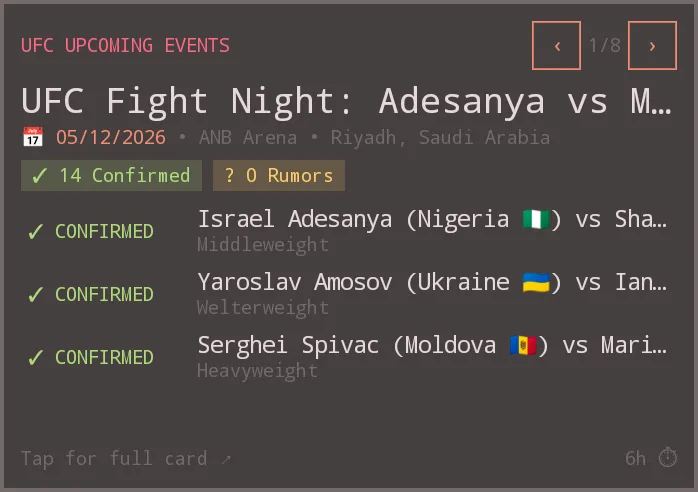 UFC UPCOMING EVENTS
‹ 1/8 ›
UFC Fight Night: Adesanya vs M…
📅 05/12/2026 • ANB Arena • Riyadh, Saudi Arabia
✓ 14 Confirmed ? 0 Rumors
✓ CONFIRMED Israel Adesanya (Nigeria 🇳🇬) vs Sha…
Middleweight
✓ CONFIRMED Yaroslav Amosov (Ukraine 🇺🇦) vs Ian…
Welterweight
✓ CONFIRMED Serghei Spivac (Moldova 🇲🇩) vs Mari…
Heavyweight
Tap for full card ↗
6h ⏱